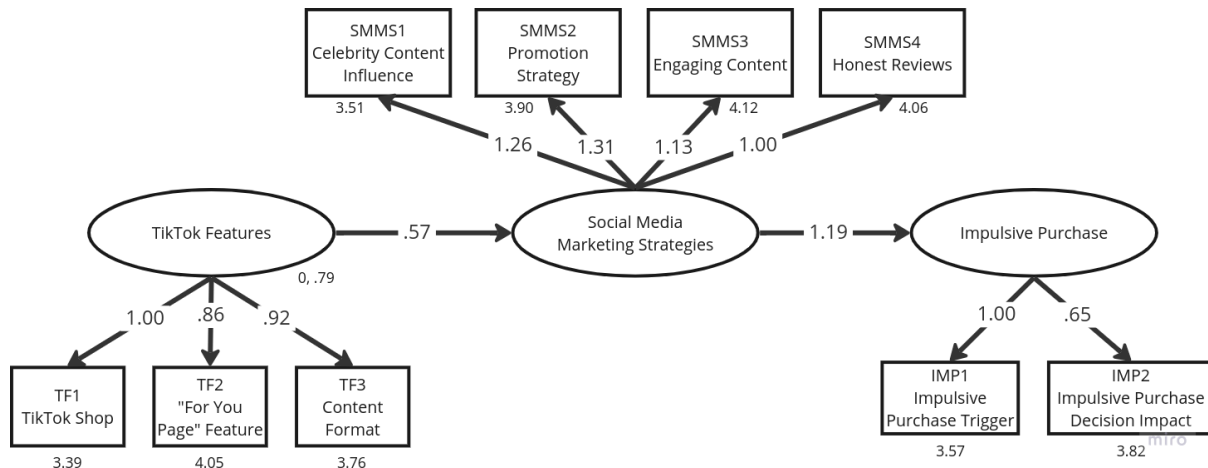 SMMS1
Celebrity Content
Influence
SMMS2
Promotion
Strategy
SMMS3
Engaging Content
SMMS4
Honest Reviews
3.51
3.90
4.12
4.06
1.26
1.31
1.13
1.00
TikTok Features
.57
Social Media
Marketing Strategies
1.19
Impulsive Purchase
0, .79
1.00
.86
.92
1.00
.65
TF1
TikTok Shop
TF2
"For You
Page" Feature
TF3
Content
Format
IMP1
Impulsive
Purchase Trigger
IMP2
Impulsive Purchase
Decision Impact
miro
3.39
4.05
3.76
3.57
3.82